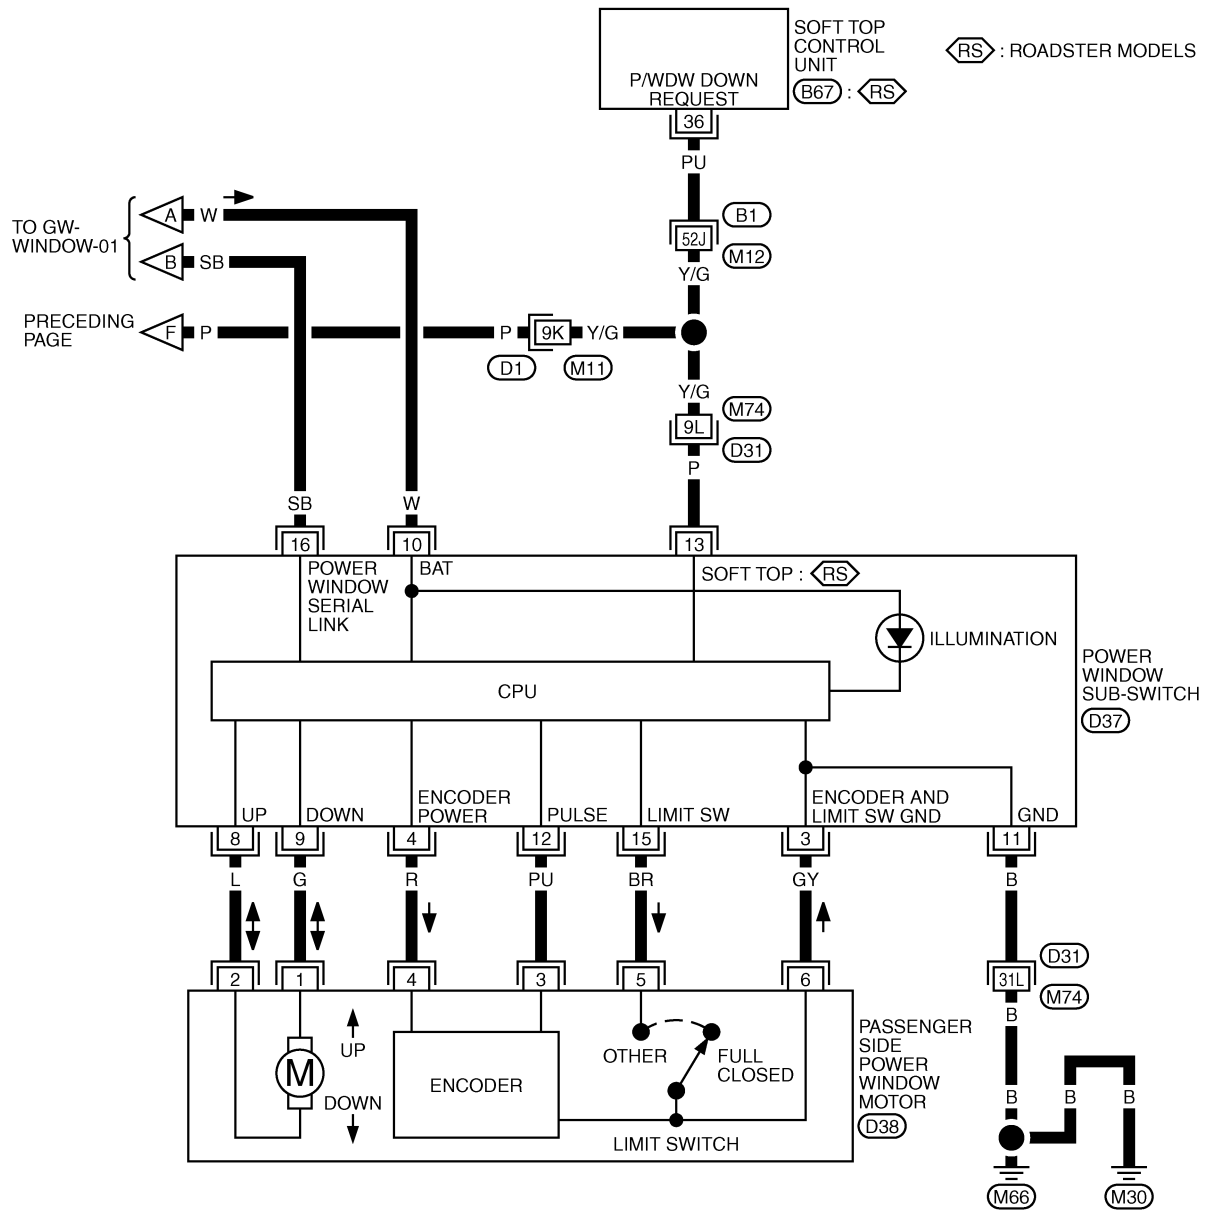 SOFT TOP
CONTROL
UNIT
B67 : RS
RS : ROADSTER MODELS
P/WDW DOWN
REQUEST
36
PU
B1
52J
M12
Y/G
TO GW-
WINDOW-01
A W
B SB
PRECEDING
PAGE
F P
P 9K Y/G
D1 M11
Y/G
M74
9L
D31
P
SB W
16 10 13
POWER
WINDOW
SERIAL
LINK
BAT
SOFT TOP : RS
ILLUMINATION
CPU
POWER
WINDOW
SUB-SWITCH
D37
UP DOWN
ENCODER
POWER
PULSE LIMIT SW
ENCODER AND
LIMIT SW GND
GND
8 9 4 12 15 3 11
L G R PU BR GY B
D31
31L
M74
2 1 4 3 5 6
B
M
UP
DOWN
ENCODER
OTHER
FULL
CLOSED
LIMIT SWITCH
PASSENGER
SIDE
POWER
WINDOW
MOTOR
D38
B B B
M66 M30